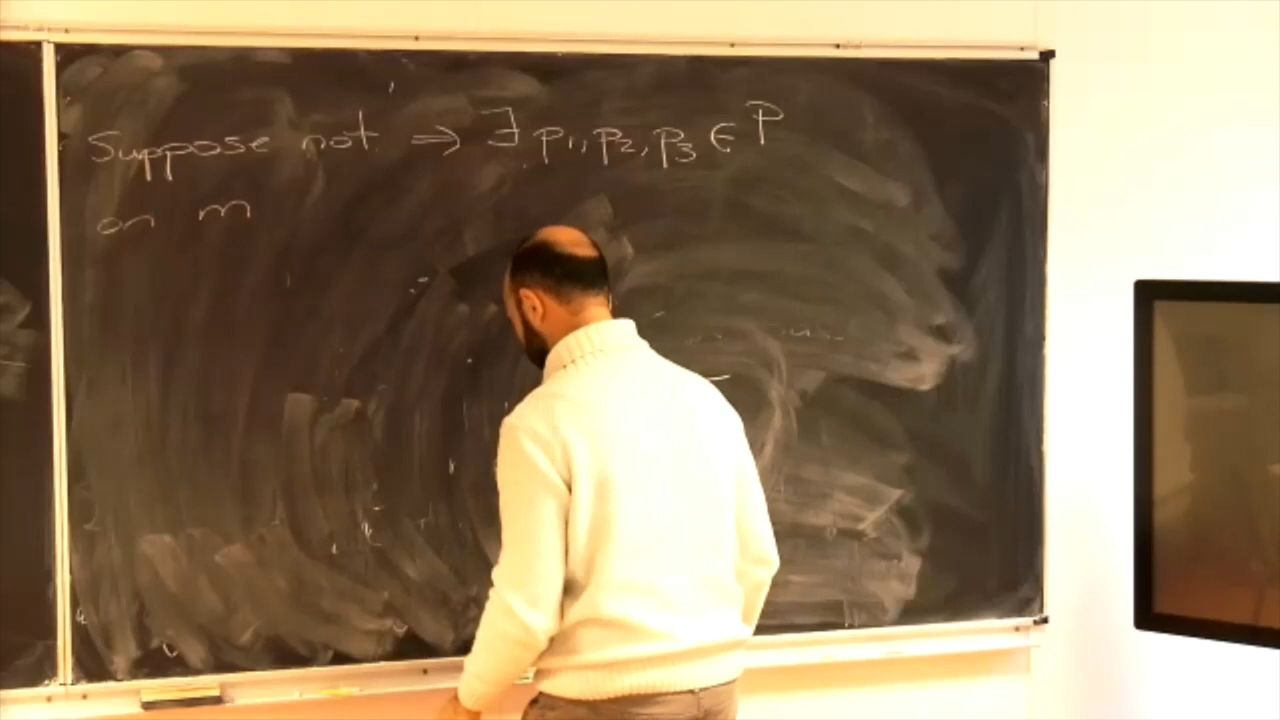 Suppose not. ⇒ ∃ p1, p2, p3 ∈ P
on m